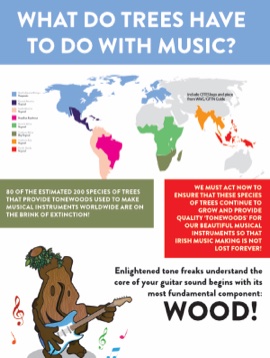 WHAT DO TREES HAVE
TO DO WITH MUSIC?
80 OF THE ESTIMATED 200 SPECIES OF TREES
THAT PROVIDE TONEWOODS USED TO MAKE
MUSICAL INSTRUMENTS WORLDWIDE ARE ON
THE BRINK OF EXTINCTION!
WE MUST ACT NOW TO
ENSURE THAT THESE SPECIES
OF TREES CONTINUE TO
GROW AND PROVIDE
QUALITY 'TONEWOODS' FOR
OUR BEAUTIFUL MUSICAL
INSTRUMENTS SO THAT
IRISH MUSIC MAKING IS NOT
LOST FOREVER!
Enlightened tone freaks understand the
core of your guitar sound begins with its
most fundamental component:
WOOD!